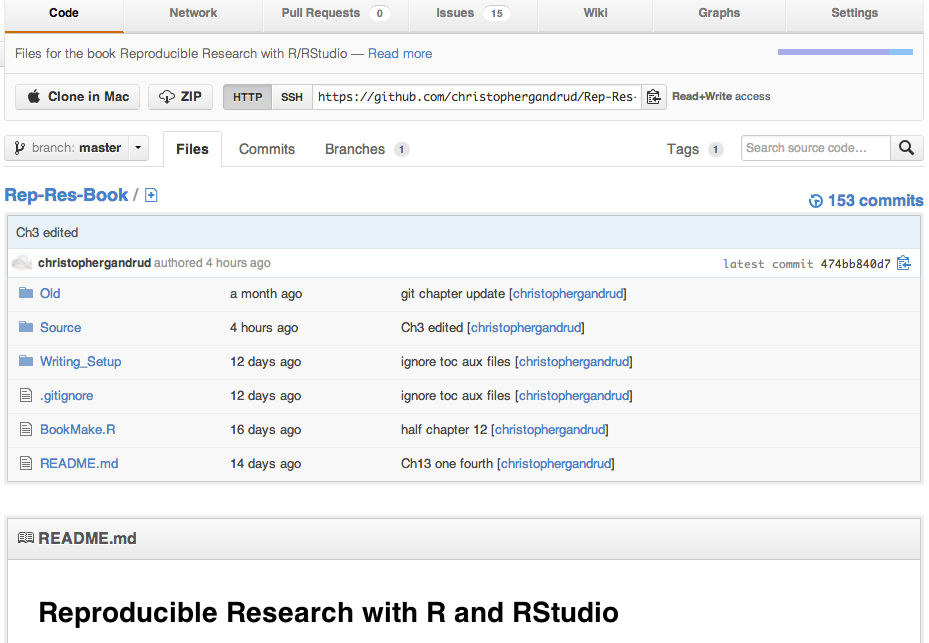 Code Network Pull Requests 0 Issues 15 Wiki Graphs Settings
Files for the book Reproducible Research with R/RStudio — Read more
Clone in Mac ZIP HTTP SSH https://github.com/christophergandrud/Rep-Res- Read+Write access
branch: master Files Commits Branches 1 Tags 1 Search source code...
Rep-Res-Book / 153 commits
Ch3 edited
christophergandrud authored 4 hours ago latest commit 474bb840d7
Old a month ago git chapter update [christophergandrud]
Source 4 hours ago Ch3 edited [christophergandrud]
Writing_Setup 12 days ago ignore toc aux files [christophergandrud]
.gitignore 12 days ago ignore toc aux files [christophergandrud]
BookMake.R 16 days ago half chapter 12 [christophergandrud]
README.md 14 days ago Ch13 one fourth [christophergandrud]
README.md
Reproducible Research with R and RStudio